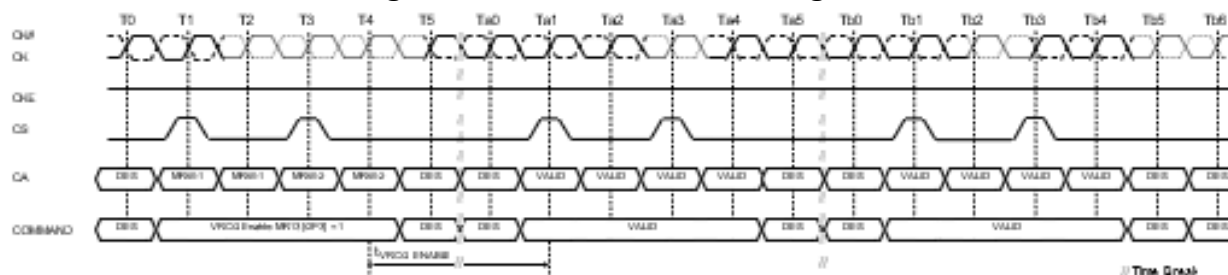 T0 T1 T2 T3 T4 T5 Ta0 Ta1 Ta2 Ta3 Ta4 Ta5 Tb0 Tb1 Tb2 Tb3 Tb4 Tb5 Tb6
CK#
CK
CKE
CS
CA DES MRW-1 MRW-1 MRW-2 MRW-2 DES DES VALID VALID VALID VALID DES DES VALID VALID VALID VALID DES DES
COMMAND DES VRCG Enable MR13 [OP3] = 1 DES DES VALID DES DES VALID DES DES
tVRCG ENABLE
Time Break